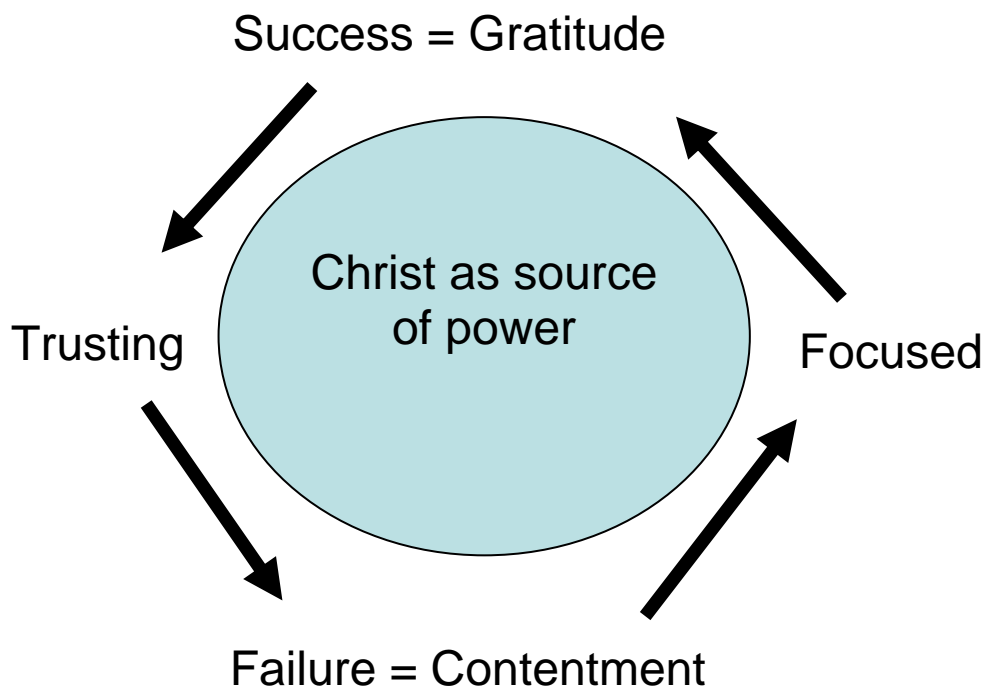 Success = Gratitude
Christ as source
of power
Trusting
Focused
Failure = Contentment